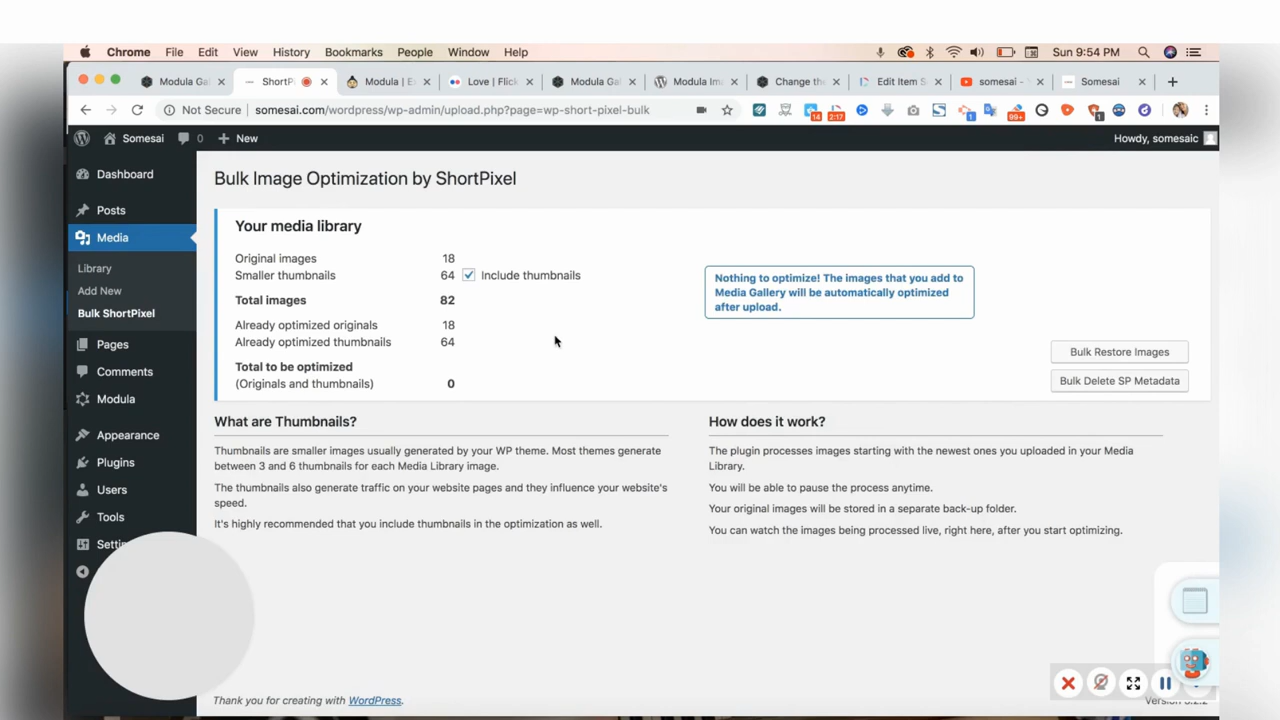 Chrome File Edit View History Bookmarks People Window Help Sun 9:54 PM
Modula Ga ShortP Modula | E Love | Flick Modula Ga Modula Im Change the Edit Item S somesai - Somesai
Not Secure somesai.com/wordpress/wp-admin/upload.php?page=wp-short-pixel-bulk
14 2:17 1 99+ 1
Somesai 0 New Howdy, somesaic
Dashboard
Posts
Media
Library
Add New
Bulk ShortPixel
Pages
Comments
Modula
Appearance
Plugins
Users
Tools
Bulk Image Optimization by ShortPixel
Your media library
Original images 18
Smaller thumbnails 64 Include thumbnails
Total images 82
Already optimized originals 18
Already optimized thumbnails 64
Total to be optimized
(Originals and thumbnails) 0
Nothing to optimize! The images that you add to
Media Gallery will be automatically optimized
after upload.
Bulk Restore Images
Bulk Delete SP Metadata
What are Thumbnails?
Thumbnails are smaller images usually generated by your WP theme. Most themes generate
between 3 and 6 thumbnails for each Media Library image.
The thumbnails also generate traffic on your website pages and they influence your website's
speed.
It's highly recommended that you include thumbnails in the optimization as well.
How does it work?
The plugin processes images starting with the newest ones you uploaded in your Media
Library.
You will be able to pause the process anytime.
Your original images will be stored in a separate back-up folder.
You can watch the images being processed live, right here, after you start optimizing.
Thank you for creating with WordPress.